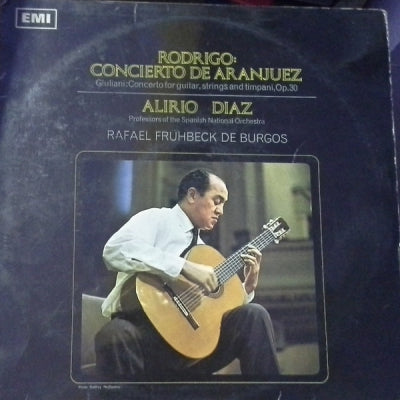 EMI
RODRIGO:
CONCIERTO DE ARANJUEZ
Giuliani: Concerto for guitar, strings and timpani, Op.30
ALIRIO DIAZ
Professors of the Spanish National Orchestra
RAFAEL FRÜHBECK DE BURGOS